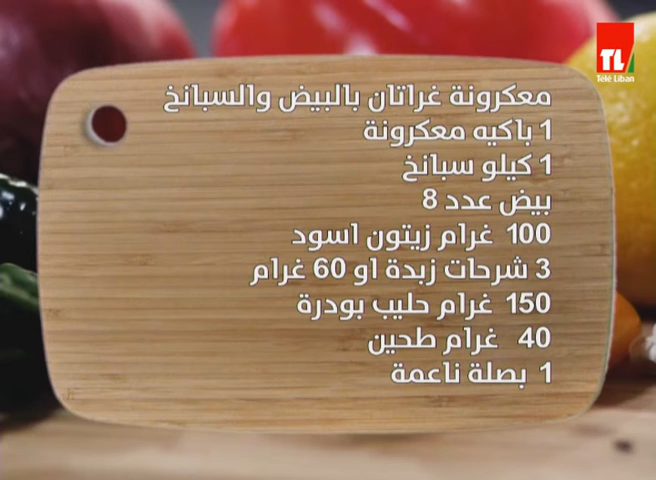 TL
Télé Liban
معكرونة غراتان بالبيض والسبانخ
1 باكيه معكرونة
1 كيلو سبانخ
بيض عدد 8
100 غرام زيتون اسود
3 شرحات زبدة او 60 غرام
150 غرام حليب بودرة
40 غرام طحين
1 بصلة ناعمة